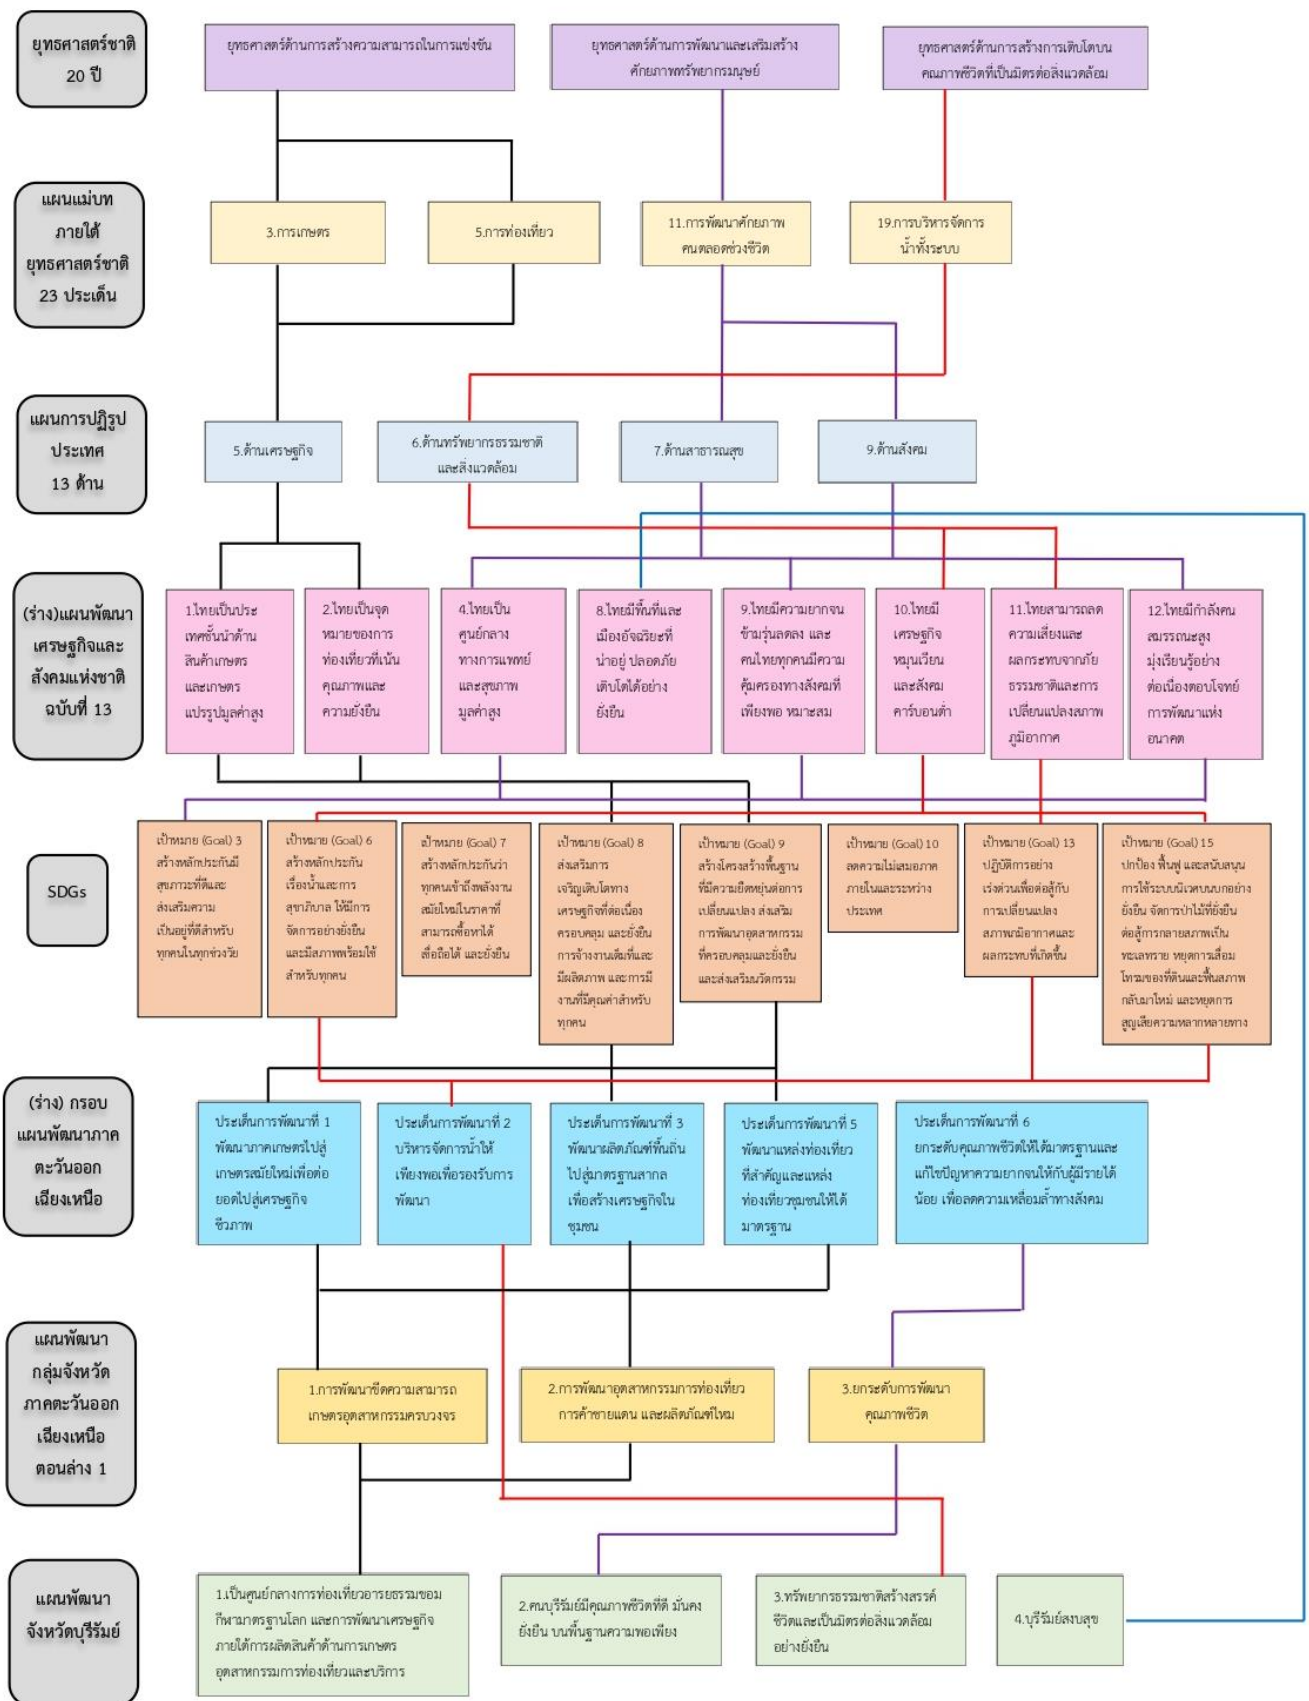 ยุทธศาสตร์ชาติ
20 ปี
ยุทธศาสตร์ด้านการสร้างความสามารถในการแข่งขัน
ยุทธศาสตร์ด้านการพัฒนาและเสริมสร้าง
ศักยภาพทรัพยากรมนุษย์
ยุทธศาสตร์ด้านการสร้างการเติบโตบน
คุณภาพชีวิตที่เป็นมิตรต่อสิ่งแวดล้อม
แผนแม่บท
ภายใต้
ยุทธศาสตร์ชาติ
23 ประเด็น
3.การเกษตร
5.การท่องเที่ยว
11.การพัฒนาศักยภาพ
คนตลอดช่วงชีวิต
19.การบริหารจัดการ
น้ำทั้งระบบ
แผนการปฏิรูป
ประเทศ
13 ด้าน
5.ด้านเศรษฐกิจ
6.ด้านทรัพยากรธรรมชาติ
และสิ่งแวดล้อม
7.ด้านสาธารณสุข
9.ด้านสังคม
(ร่าง)แผนพัฒนา
เศรษฐกิจและ
สังคมแห่งชาติ
ฉบับที่ 13
1.ไทยเป็นประ
เทศชั้นนำด้าน
สินค้าเกษตร
และเกษตร
แปรรูปมูลค่าสูง
2.ไทยเป็นจุด
หมายของการ
ท่องเที่ยวที่เน้น
คุณภาพและ
ความยั่งยืน
4.ไทยเป็น
ศูนย์กลาง
ทางการแพทย์
และสุขภาพ
มูลค่าสูง
8.ไทยมีพื้นที่และ
เมืองอัจฉริยะที่
น่าอยู่ ปลอดภัย
เติบโตได้อย่าง
ยั่งยืน
9.ไทยมีความยากจน
ข้ามรุ่นลดลง และ
คนไทยทุกคนมีความ
คุ้มครองทางสังคมที่
เพียงพอ หมาะสม
10.ไทยมี
เศรษฐกิจ
หมุนเวียน
และสังคม
คาร์บอนต่ำ
11.ไทยสามารถลด
ความเสี่ยงและ
ผลกระทบจากภัย
ธรรมชาติและการ
เปลี่ยนแปลงสภาพ
ภูมิอากาศ
12.ไทยมีกำลังคน
สมรรถนะสูง
มุ่งเรียนรู้อย่าง
ต่อเนื่องตอบโจทย์
การพัฒนาแห่ง
อนาคต
SDGs
เป้าหมาย (Goal) 3
สร้างหลักประกันมี
สุขภาวะที่ดีและ
ส่งเสริมความ
เป็นอยู่ที่ดีสำหรับ
ทุกคนในทุกช่วงวัย
เป้าหมาย (Goal) 6
สร้างหลักประกัน
เรื่องน้ำและการ
สุขาภิบาล ให้มีการ
จัดการอย่างยั่งยืน
และมีสภาพพร้อมใช้
สำหรับทุกคน
เป้าหมาย (Goal) 7
สร้างหลักประกันว่า
ทุกคนเข้าถึงพลังงาน
สมัยใหม่ในราคาที่
สามารถซื้อหาได้
เชื่อถือได้ และยั่งยืน
เป้าหมาย (Goal) 8
ส่งเสริมการ
เจริญเติบโตทาง
เศรษฐกิจที่ต่อเนื่อง
ครอบคลุม และยั่งยืน
การจ้างงานเต็มที่และ
มีผลิตภาพ และการมี
งานที่มีคุณค่าสำหรับ
ทุกคน
เป้าหมาย (Goal) 9
สร้างโครงสร้างพื้นฐาน
ที่มีความยืดหยุ่นต่อการ
เปลี่ยนแปลง ส่งเสริม
การพัฒนาอุตสาหกรรม
ที่ครอบคลุมและยั่งยืน
และส่งเสริมนวัตกรรม
เป้าหมาย (Goal) 10
ลดความไม่เสมอภาค
ภายในและระหว่าง
ประเทศ
เป้าหมาย (Goal) 13
ปฏิบัติการอย่าง
เร่งด่วนเพื่อต่อสู้กับ
การเปลี่ยนแปลง
สภาพภูมิอากาศและ
ผลกระทบที่เกิดขึ้น
เป้าหมาย (Goal) 15
ปกป้อง ฟื้นฟู และสนับสนุน
การใช้ระบบนิเวศบนบกอย่าง
ยั่งยืน จัดการป่าไม้ที่ยั่งยืน
ต่อสู้การกลายสภาพเป็น
ทะเลทราย หยุดการเสื่อม
โทรมของที่ดินและฟื้นสภาพ
กลับมาใหม่ และหยุดการ
สูญเสียความหลากหลายทาง
(ร่าง) กรอบ
แผนพัฒนาภาค
ตะวันออก
เฉียงเหนือ
ประเด็นการพัฒนาที่ 1
พัฒนาภาคเกษตรไปสู่
เกษตรสมัยใหม่เพื่อต่อ
ยอดไปสู่เศรษฐกิจ
ชีวภาพ
ประเด็นการพัฒนาที่ 2
บริหารจัดการน้ำให้
เพียงพอเพื่อรองรับการ
พัฒนา
ประเด็นการพัฒนาที่ 3
พัฒนาผลิตภัณฑ์พื้นถิ่น
ไปสู่มาตรฐานสากล
เพื่อสร้างเศรษฐกิจใน
ชุมชน
ประเด็นการพัฒนาที่ 5
พัฒนาแหล่งท่องเที่ยว
ที่สำคัญและแหล่ง
ท่องเที่ยวชุมชนให้ได้
มาตรฐาน
ประเด็นการพัฒนาที่ 6
ยกระดับคุณภาพชีวิตให้ได้มาตรฐานและ
แก้ไขปัญหาความยากจนให้กับผู้มีรายได้
น้อย เพื่อลดความเหลื่อมล้ำทางสังคม
แผนพัฒนา
กลุ่มจังหวัด
ภาคตะวันออก
เฉียงเหนือ
ตอนล่าง 1
1.การพัฒนาขีดความสามารถ
เกษตรอุตสาหกรรมครบวงจร
2.การพัฒนาอุตสาหกรรมการท่องเที่ยว
การค้าชายแดน และผลิตภัณฑ์ไหม
3.ยกระดับการพัฒนา
คุณภาพชีวิต
แผนพัฒนา
จังหวัดบุรีรัมย์
1.เป็นศูนย์กลางการท่องเที่ยวอารยธรรมขอม
กีฬามาตรฐานโลก และการพัฒนาเศรษฐกิจ
ภายใต้การผลิตสินค้าด้านการเกษตร
อุตสาหกรรมการท่องเที่ยวและบริการ
2.คนบุรีรัมย์มีคุณภาพชีวิตที่ดี มั่นคง
ยั่งยืน บนพื้นฐานความพอเพียง
3.ทรัพยากรธรรมชาติสร้างสรรค์
ชีวิตและเป็นมิตรต่อสิ่งแวดล้อม
อย่างยั่งยืน
4.บุรีรัมย์สงบสุข